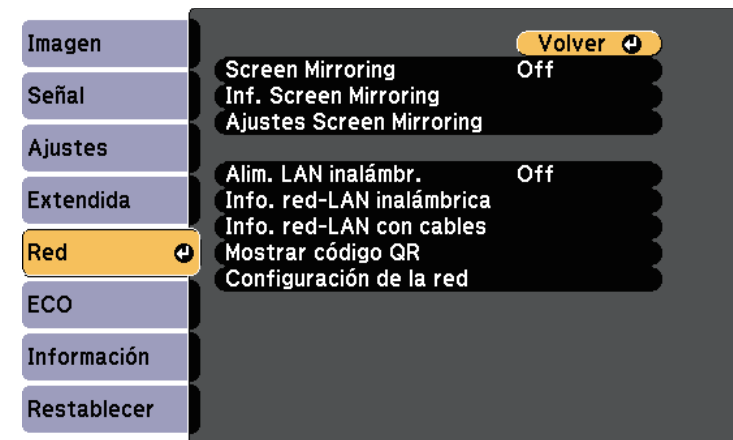 Imagen
Señal
Ajustes
Extendida
Red
ECO
Información
Restablecer
Volver
Screen Mirroring Off
Inf. Screen Mirroring
Ajustes Screen Mirroring
Alim. LAN inalámbr. Off
Info. red-LAN inalámbrica
Info. red-LAN con cables
Mostrar código QR
Configuración de la red